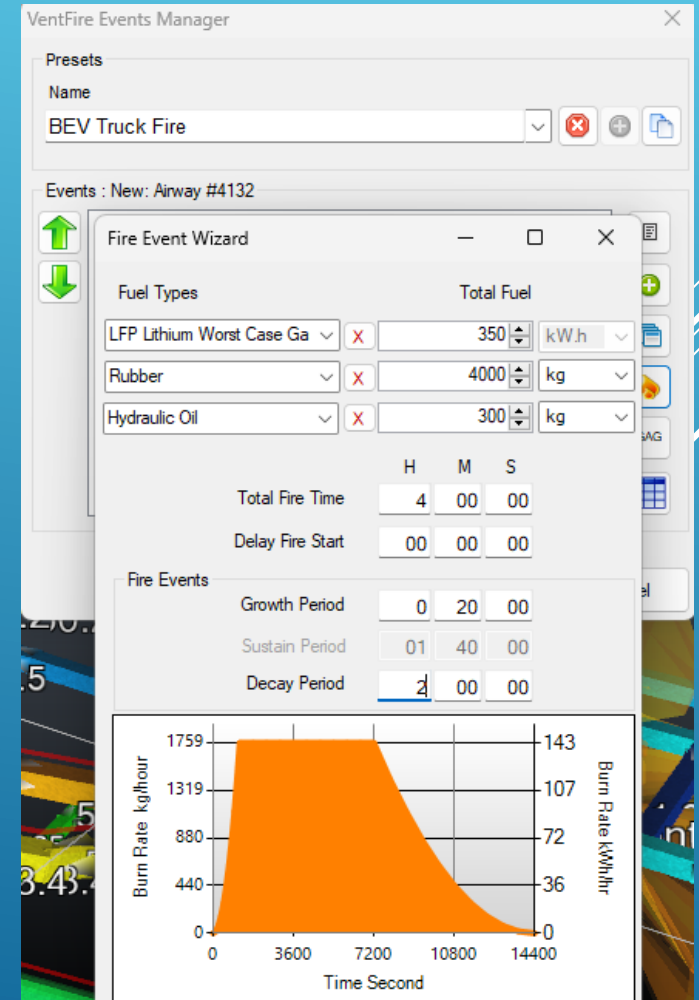 VentFire Events Manager
Presets
Name
BEV Truck Fire
Events : New: Airway #4132
Fire Event Wizard
Fuel Types Total Fuel
LFP Lithium Worst Case Ga X 350 kW.h
Rubber X 4000 kg
Hydraulic Oil X 300 kg
H M S
Total Fire Time 4 00 00
Delay Fire Start 00 00 00
Fire Events
Growth Period 0 20 00
Sustain Period 01 40 00
Decay Period 2 00 00
Burn Rate kg/hour
1759
1319
880
440
0
143
107
72
36
0
Burn Rate kWh/hr
0 3600 7200 10800 14400
Time Second